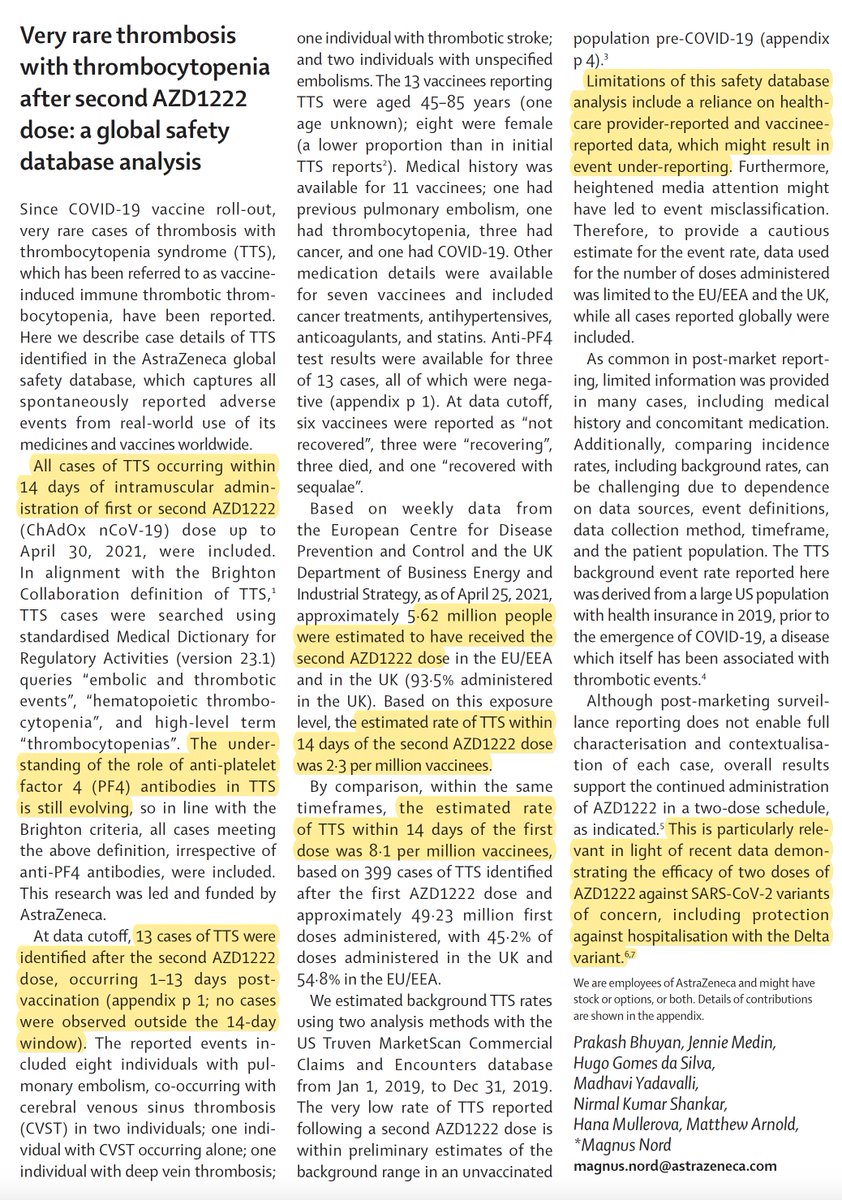 Very rare thrombosis
with thrombocytopenia
after second AZD1222
dose: a global safety
database analysis
Since COVID-19 vaccine roll-out,
very rare cases of thrombosis with
thrombocytopenia syndrome (TTS),
which has been referred to as vaccine-
induced immune thrombotic throm-
bocytopenia, have been reported.
Here we describe case details of TTS
identified in the AstraZeneca global
safety database, which captures all
spontaneously reported adverse
events from real-world use of its
medicines and vaccines worldwide.
All cases of TTS occurring within
14 days of intramuscular admin-
istration of first or second AZD1222
(ChAdOx nCoV-19) dose up to
April 30, 2021, were included.
In alignment with the Brighton
Collaboration definition of TTS,¹
TTS cases were searched using
standardised Medical Dictionary for
Regulatory Activities (version 23.1)
queries “embolic and thrombotic
events”, “hematopoietic thrombo-
cytopenia”, and high-level term
“thrombocytopenias”. The under-
standing of the role of anti-platelet
factor 4 (PF4) antibodies in TTS
is still evolving, so in line with the
Brighton criteria, all cases meeting
the above definition, irrespective of
anti-PF4 antibodies, were included.
This research was led and funded by
AstraZeneca.
At data cutoff, 13 cases of TTS were
identified after the second AZD1222
dose, occurring 1–13 days post-
vaccination (appendix p 1; no cases
were observed outside the 14-day
window). The reported events in-
cluded eight individuals with pul-
monary embolism, co-occurring with
cerebral venous sinus thrombosis
(CVST) in two individuals; one indi-
vidual with CVST occurring alone; one
individual with deep vein thrombosis;
one individual with thrombotic stroke;
and two individuals with unspecified
embolisms. The 13 vaccinees reporting
TTS were aged 45–85 years (one
age unknown); eight were female
(a lower proportion than in initial
TTS reports²). Medical history was
available for 11 vaccinees; one had
previous pulmonary embolism, one
had thrombocytopenia, three had
cancer, and one had COVID-19. Other
medication details were available
for seven vaccinees and included
cancer treatments, antihypertensives,
anticoagulants, and statins. Anti-PF4
test results were available for three
of 13 cases, all of which were nega-
tive (appendix p 1). At data cutoff,
six vaccinees were reported as “not
recovered”, three were “recovering”,
three died, and one “recovered with
sequalae”.
Based on weekly data from
the European Centre for Disease
Prevention and Control and the UK
Department of Business Energy and
Industrial Strategy, as of April 25, 2021,
approximately 5·62 million people
were estimated to have received the
second AZD1222 dose in the EU/EEA
and in the UK (93·5% administered
in the UK). Based on this exposure
level, the estimated rate of TTS within
14 days of the second AZD1222 dose
was 2·3 per million vaccinees.
By comparison, within the same
timeframes, the estimated rate
of TTS within 14 days of the first
dose was 8·1 per million vaccinees,
based on 399 cases of TTS identified
after the first AZD1222 dose and
approximately 49·23 million first
doses administered, with 45·2% of
doses administered in the UK and
54·8% in the EU/EEA.
We estimated background TTS rates
using two analysis methods with the
US Truven MarketScan Commercial
Claims and Encounters database
from Jan 1, 2019, to Dec 31, 2019.
The very low rate of TTS reported
following a second AZD1222 dose is
within preliminary estimates of the
background range in an unvaccinated
population pre-COVID-19 (appendix
p 4).³
Limitations of this safety database
analysis include a reliance on health-
care provider-reported and vaccinee-
reported data, which might result in
event under-reporting. Furthermore,
heightened media attention might
have led to event misclassification.
Therefore, to provide a cautious
estimate for the event rate, data used
for the number of doses administered
was limited to the EU/EEA and the UK,
while all cases reported globally were
included.
As common in post-market report-
ing, limited information was provided
in many cases, including medical
history and concomitant medication.
Additionally, comparing incidence
rates, including background rates, can
be challenging due to dependence
on data sources, event definitions,
data collection method, timeframe,
and the patient population. The TTS
background event rate reported here
was derived from a large US population
with health insurance in 2019, prior to
the emergence of COVID-19, a disease
which itself has been associated with
thrombotic events.⁴
Although post-marketing surveil-
lance reporting does not enable full
characterisation and contextualisa-
tion of each case, overall results
support the continued administration
of AZD1222 in a two-dose schedule,
as indicated.⁵ This is particularly rele-
vant in light of recent data demon-
strating the efficacy of two doses of
AZD1222 against SARS-CoV-2 variants
of concern, including protection
against hospitalisation with the Delta
variant.⁶,⁷
We are employees of AstraZeneca and might have
stock or options, or both. Details of contributions
are shown in the appendix.
Prakash Bhuyan, Jennie Medin,
Hugo Gomes da Silva,
Madhavi Yadavalli,
Nirmal Kumar Shankar,
Hana Mullerova, Matthew Arnold,
*Magnus Nord
magnus.nord@astrazeneca.com